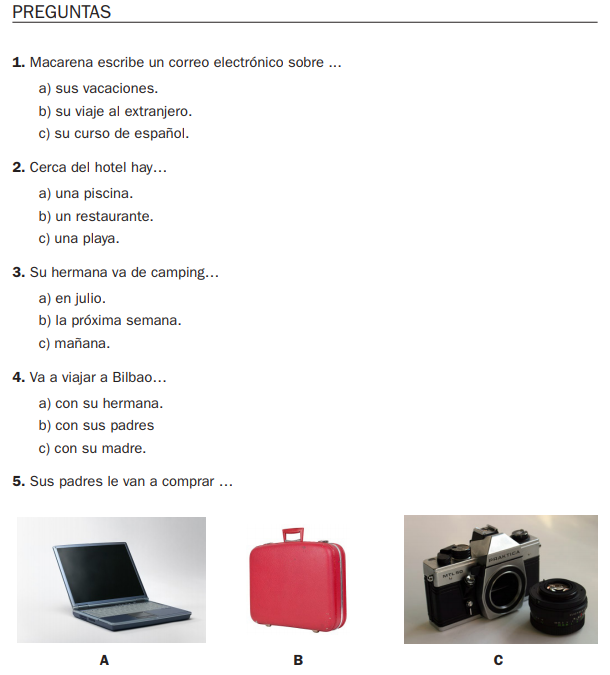 PREGUNTAS
1. Macarena escribe un correo electrónico sobre ...
a) sus vacaciones.
b) su viaje al extranjero.
c) su curso de español.
2. Cerca del hotel hay...
a) una piscina.
b) un restaurante.
c) una playa.
3. Su hermana va de camping...
a) en julio.
b) la próxima semana.
c) mañana.
4. Va a viajar a Bilbao...
a) con su hermana.
b) con sus padres
c) con su madre.
5. Sus padres le van a comprar ...
PRAKTICA
A
B
C